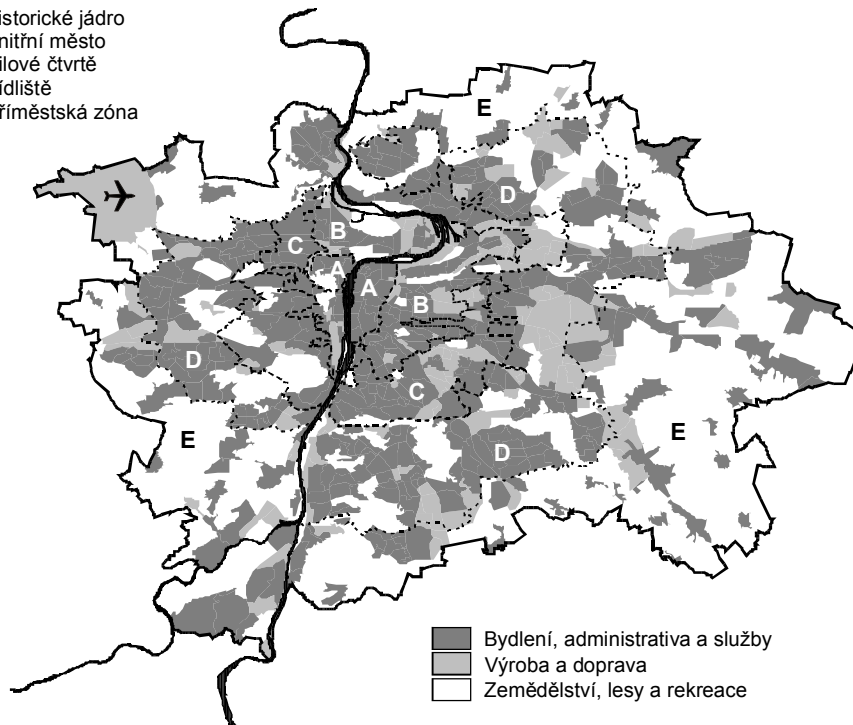 istorické jádro
nitřní město
ilové čtvrtě
ídliště
říměstská zóna
E
D
B
C
A
A
B
D
C
E
D
E
Bydlení, administrativa a služby
Výroba a doprava
Zemědělství, lesy a rekreace